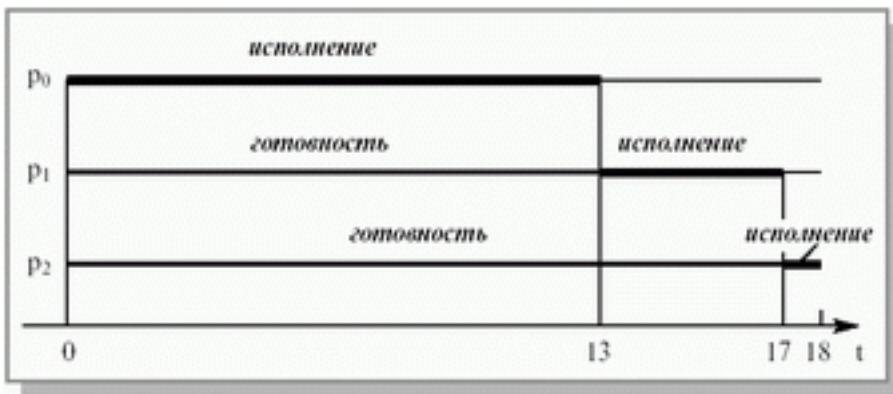 исполнение
p0
готовность исполнение
p1
готовность исполнение
p2
0 13 17 18 t